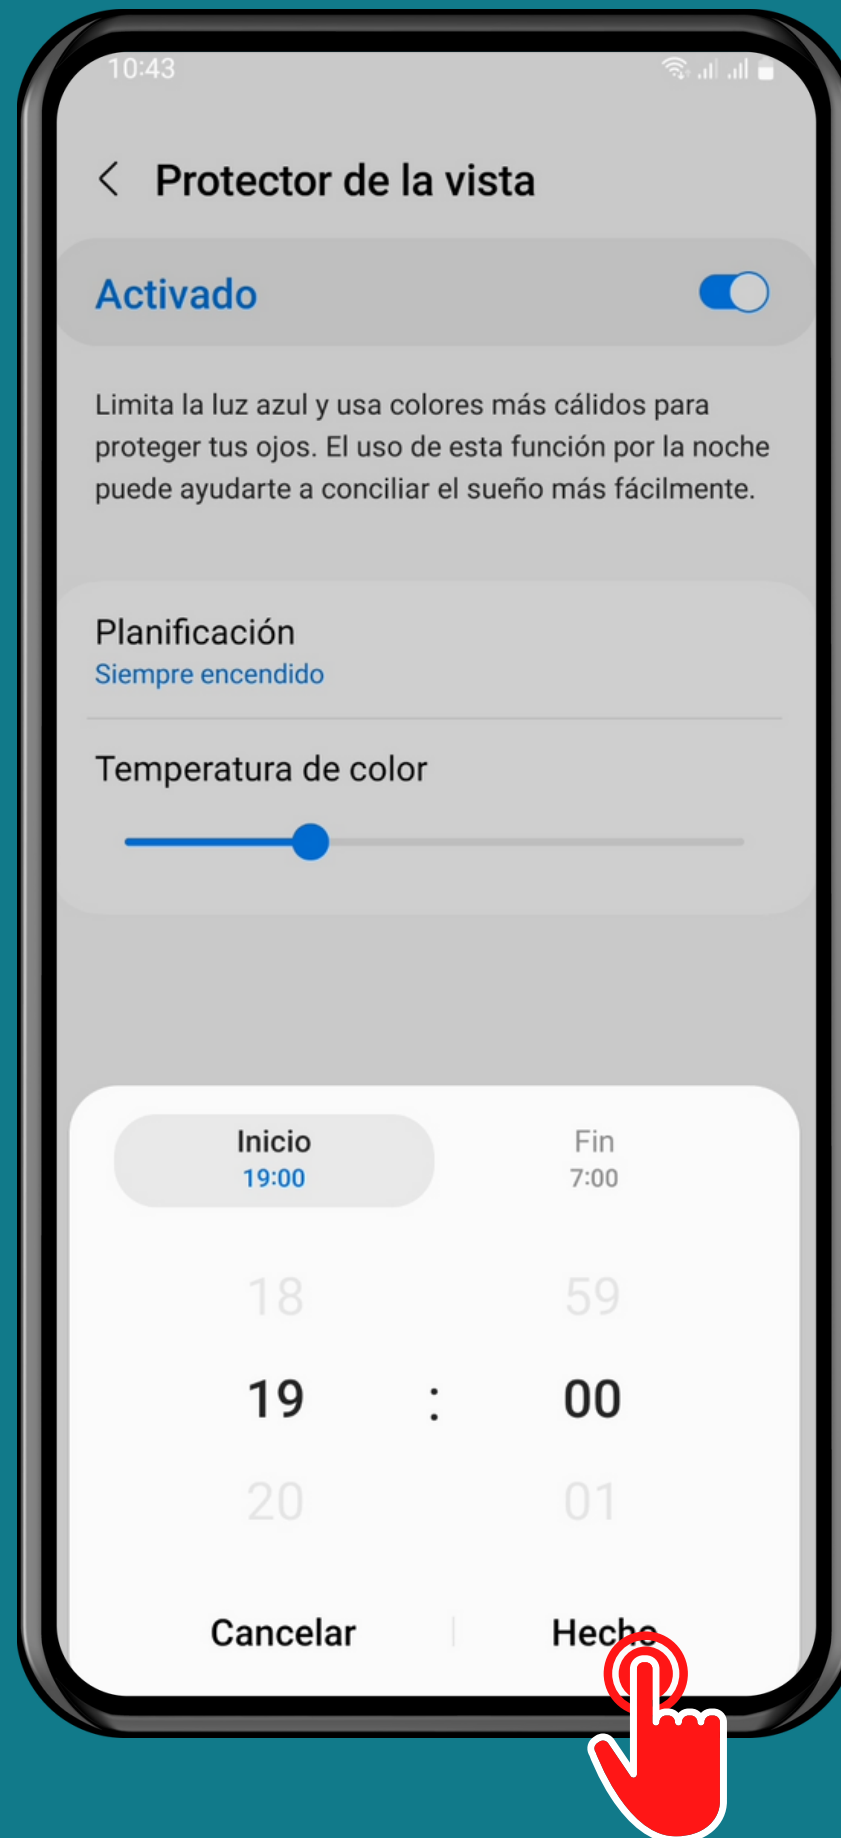 10:43
Protector de la vista
Activado
Limita la luz azul y usa colores más cálidos para
proteger tus ojos. El uso de esta función por la noche
puede ayudarte a conciliar el sueño más fácilmente.
Planificación
Siempre encendido
Temperatura de color
Inicio
Fin
19:00
7:00
18
59
19 : 00
20
01
Cancelar
Hecho